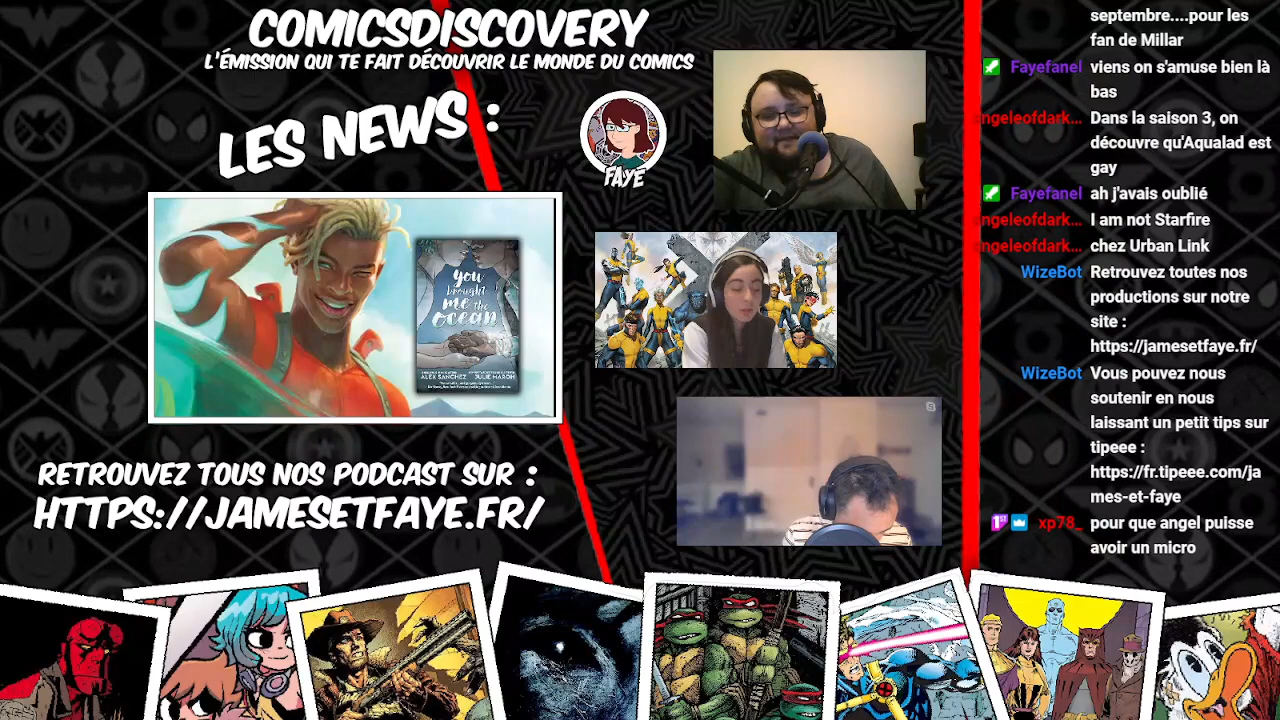 COMICSDISCOVERY
L'ÉMISSION QUI TE FAIT DÉCOUVRIR LE MONDE DU COMICS
LES NEWS :
FAYE
you
brought
me the
ocean
ALEX SANCHEZ
JULIE MAROH
RETROUVEZ TOUS NOS PODCAST SUR :
HTTPS://JAMESETFAYE.FR/
septembre....pour les
fan de Millar
Fayefanel viens on s'amuse bien là
bas
ngeleofdark... Dans la saison 3, on
découvre qu'Aqualad est
gay
Fayefanel ah j'avais oublié
ngeleofdark... I am not Starfire
ngeleofdark... chez Urban Link
WizeBot Retrouvez toutes nos
productions sur notre
site :
https://jamesetfaye.fr/
WizeBot Vous pouvez nous
soutenir en nous
laissant un petit tips sur
tipeee :
https://fr.tipeee.com/ja
mes-et-faye
1ST xp78_ pour que angel puisse
avoir un micro